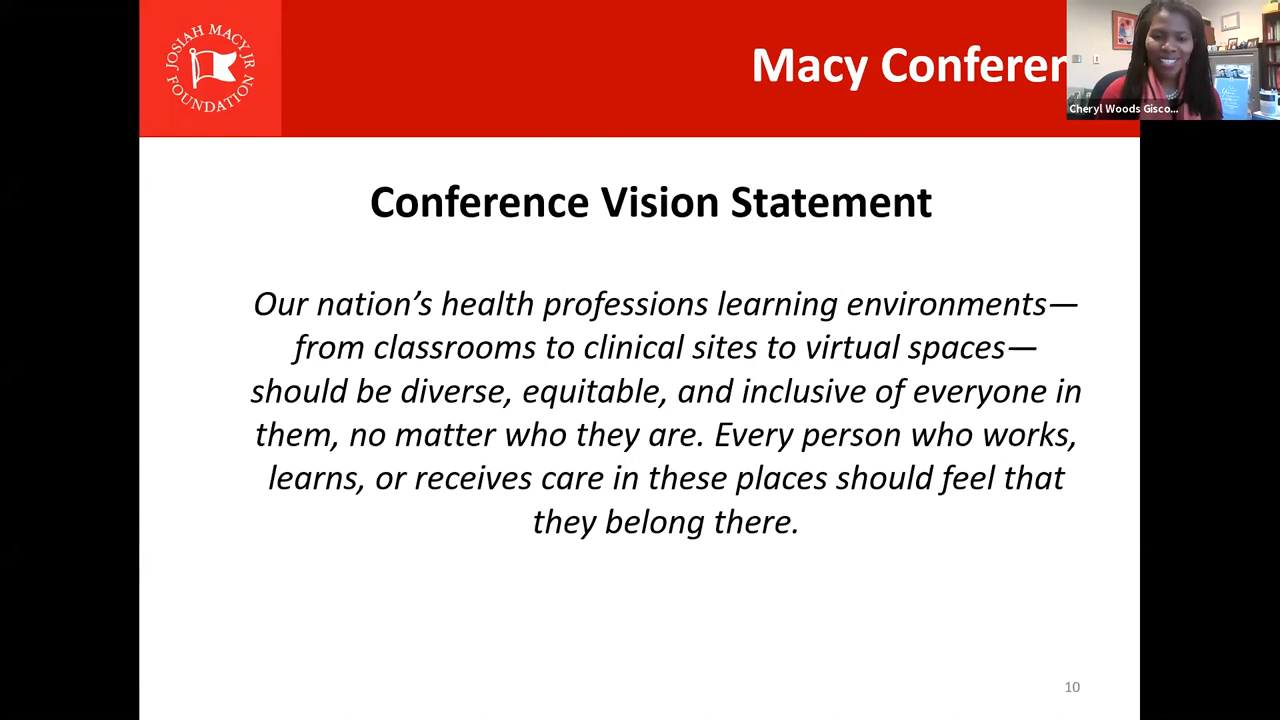 JOSIAH MACY JR
FOUNDATION
Macy Conferen
Cheryl Woods Gisco...
Conference Vision Statement
Our nation’s health professions learning environments—
from classrooms to clinical sites to virtual spaces—
should be diverse, equitable, and inclusive of everyone in
them, no matter who they are. Every person who works,
learns, or receives care in these places should feel that
they belong there.
10